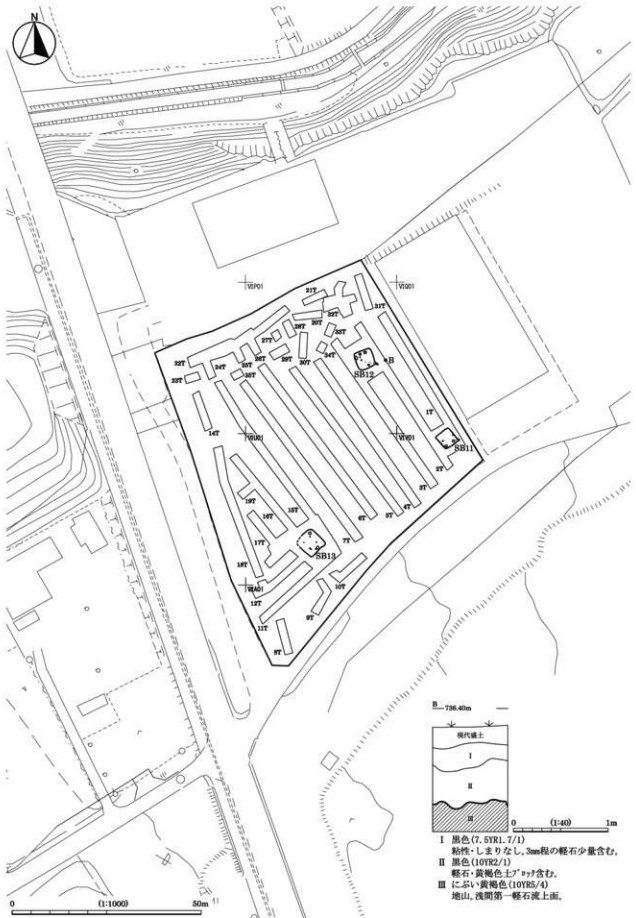 N
ⅥP01
ⅥQ01
21T
31T
20T
32T
28T
33T
27T
26T
29T
30T
34T
B
22T
24T
25T
35T
SB12
23T
1T
14T
ⅥU01
ⅥV01
SB11
2T
3T
4T
5T
6T
19T
16T
15T
7T
17T
SB13
18T
10T
12T
9T
11T
8T
B 736.40m
現代盛土
Ⅰ
Ⅱ
Ⅲ
0 (1:40) 1m
Ⅰ 黒色(7.5YR1.7/1)
粘性・しまりなし。3mm程の軽石少量含む。
Ⅱ 黒色(10YR2/1)
軽石・黄褐色土ブロック含む。
Ⅲ にぶい黄褐色(10YR5/4)
地山。浅間第一軽石流上面。
0 (1:1000) 50m